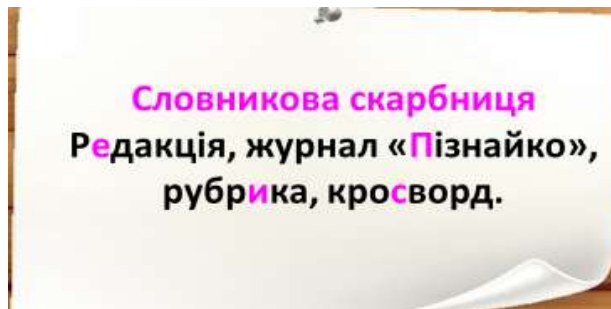 Словникова скарбниця
Редакція, журнал «Пізнайко»,
рубрика, кросворд.